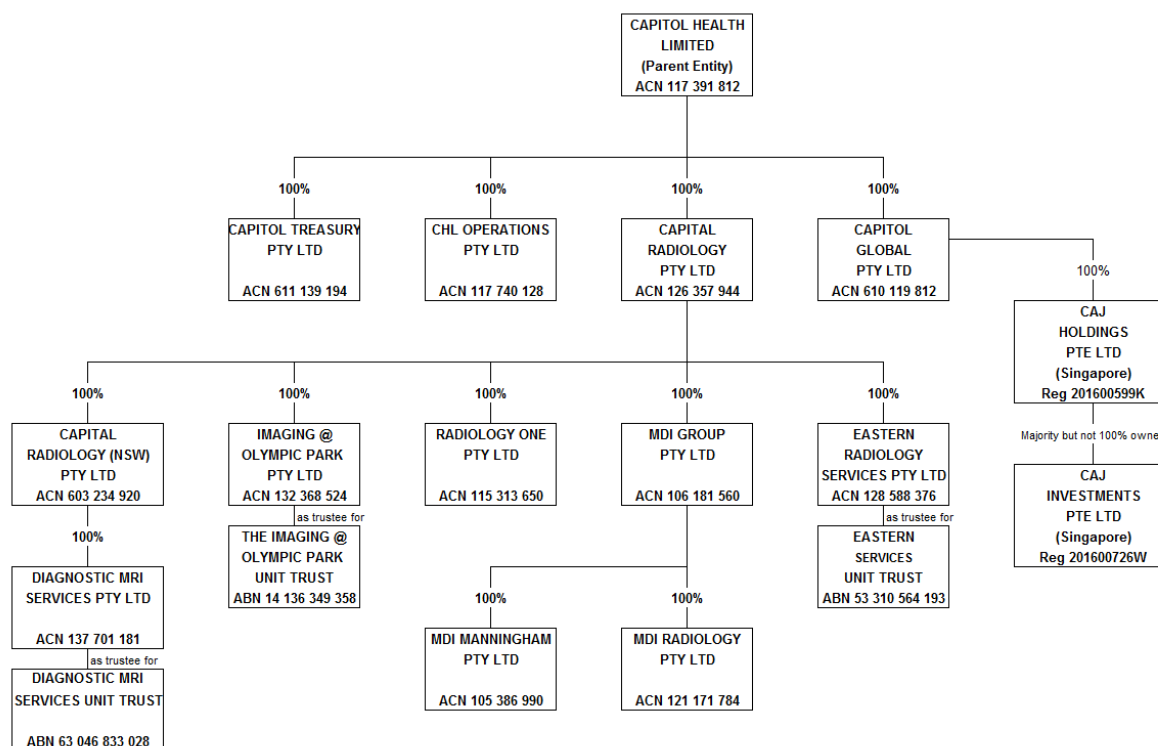 CAPITOL HEALTH
LIMITED
(Parent Entity)
ACN 117 391 812
100%
100%
100%
100%
CAPITOL TREASURY
PTY LTD
ACN 611 139 194
CHL OPERATIONS
PTY LTD
ACN 117 740 128
CAPITAL
RADIOLOGY
PTY LTD
ACN 126 357 944
CAPITOL
GLOBAL
PTY LTD
ACN 610 119 812
100%
CAJ
HOLDINGS
PTE LTD
(Singapore)
Reg 201600599K
Majority but not 100% owne
CAJ
INVESTMENTS
PTE LTD
(Singapore)
Reg 201600726W
100%
100%
100%
100%
100%
CAPITAL
RADIOLOGY (NSW)
PTY LTD
ACN 603 234 920
IMAGING @
OLYMPIC PARK
PTY LTD
ACN 132 368 524
RADIOLOGY ONE
PTY LTD
ACN 115 313 650
MDI GROUP
PTY LTD
ACN 106 181 560
EASTERN
RADIOLOGY
SERVICES PTY LTD
ACN 128 588 376
100%
as trustee for
as trustee for
DIAGNOSTIC MRI
SERVICES PTY LTD
ACN 137 701 181
THE IMAGING @
OLYMPIC PARK
UNIT TRUST
ABN 14 136 349 358
EASTERN
SERVICES
UNIT TRUST
ABN 53 310 564 193
100%
100%
MDI MANNINGHAM
PTY LTD
ACN 105 386 990
MDI RADIOLOGY
PTY LTD
ACN 121 171 784
as trustee for
DIAGNOSTIC MRI
SERVICES UNIT TRUST
ABN 63 046 833 028